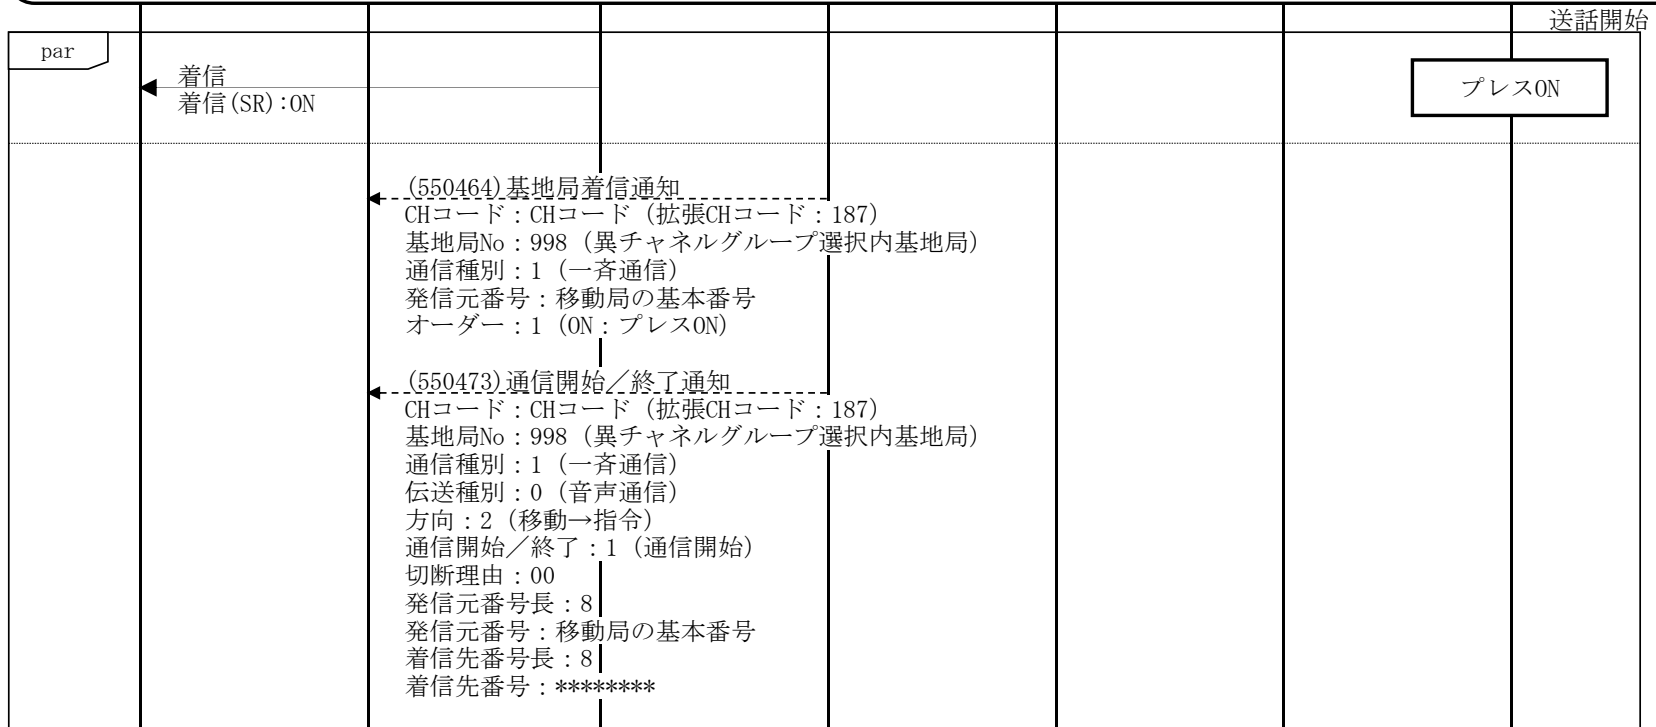 送話開始
par
着信
着信(SR):ON
プレスON
(550464)基地局着信通知
CHコード：CHコード（拡張CHコード：187）
基地局No：998（異チャネルグループ選択内基地局）
通信種別：1（一斉通信）
発信元番号：移動局の基本番号
オーダー：1（ON：プレスON）
(550473)通信開始／終了通知
CHコード：CHコード（拡張CHコード：187）
基地局No：998（異チャネルグループ選択内基地局）
通信種別：1（一斉通信）
伝送種別：0（音声通信）
方向：2（移動→指令）
通信開始／終了：1（通信開始）
切断理由：00
発信元番号長：8
発信元番号：移動局の基本番号
着信先番号長：8
着信先番号：********